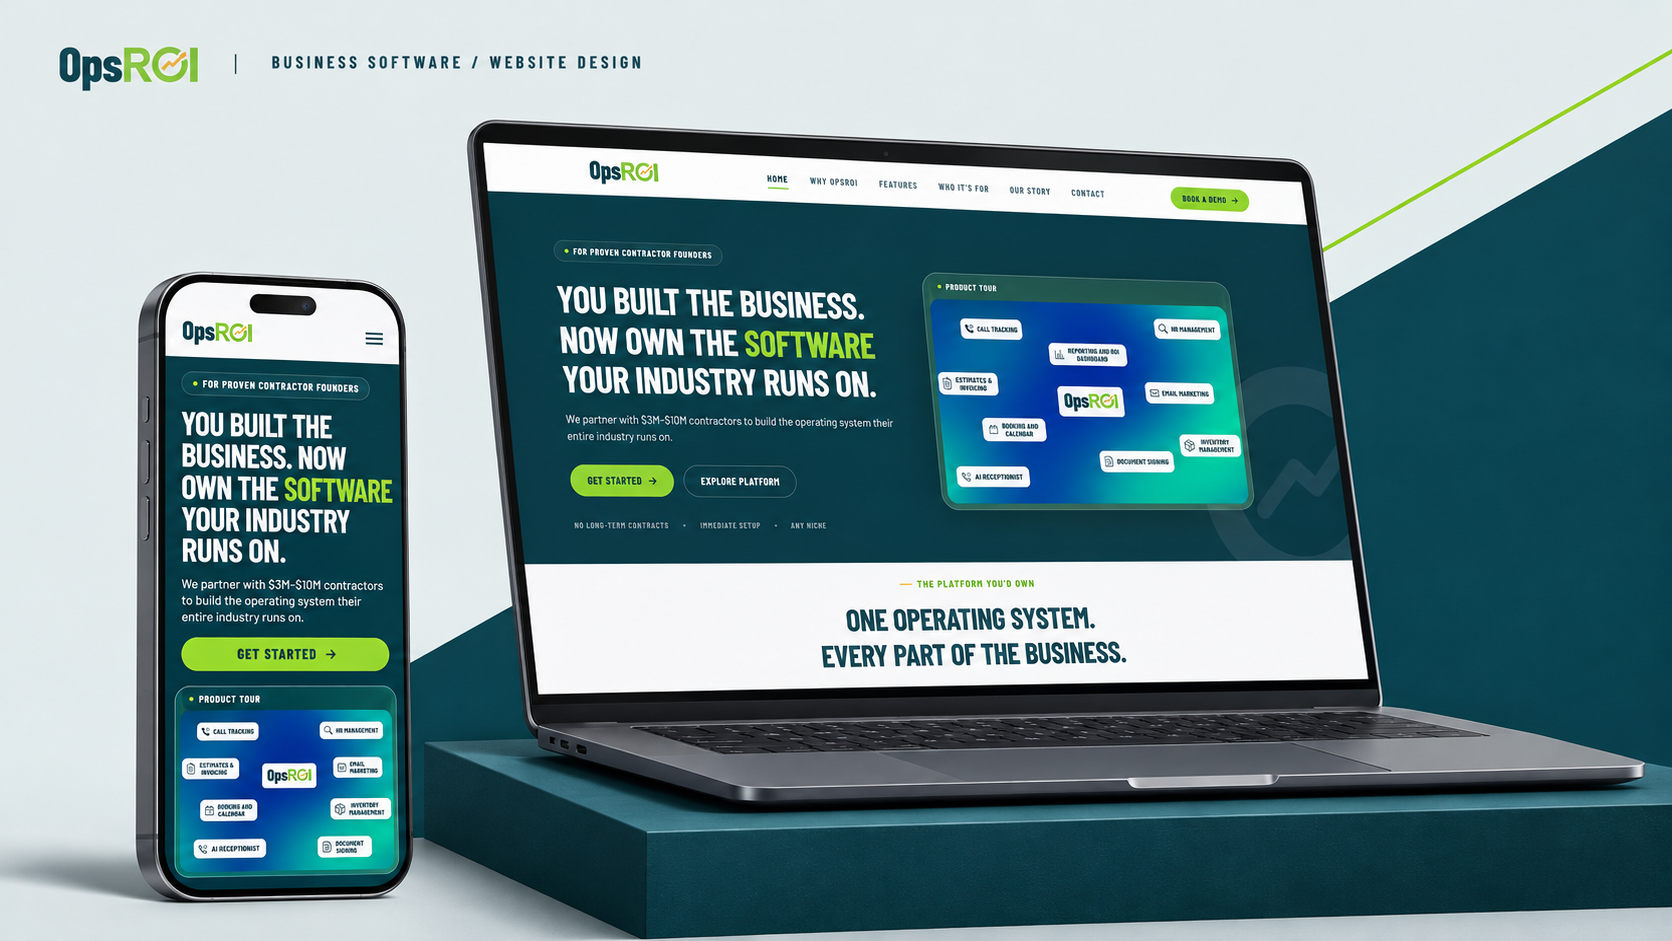 OpsROI
BUSINESS SOFTWARE / WEBSITE DESIGN
OpsROI
HOME
WHY OPSROI
FEATURES
WHO IT'S FOR
OUR STORY
CONTACT
BOOK A DEMO →
FOR PROVEN CONTRACTOR FOUNDERS
YOU BUILT THE BUSINESS.
NOW OWN THE SOFTWARE
YOUR INDUSTRY RUNS ON.
We partner with $3M-$10M contractors to build the operating system their
entire industry runs on.
GET STARTED →
EXPLORE PLATFORM
NO LONG-TERM CONTRACTS • IMMEDIATE SETUP • ANY NICHE
PRODUCT TOUR
CALL TRACKING
HR MANAGEMENT
REPORTING AND ROI
DASHBOARD
ESTIMATES &
INVOICING
OpsROI
EMAIL MARKETING
BOOKING AND
CALENDAR
INVENTORY
MANAGEMENT
DOCUMENT SIGNING
AI RECEPTIONIST
THE PLATFORM YOU'D OWN
ONE OPERATING SYSTEM.
EVERY PART OF THE BUSINESS.
OpsROI
FOR PROVEN CONTRACTOR FOUNDERS
YOU BUILT THE
BUSINESS. NOW
OWN THE SOFTWARE
YOUR INDUSTRY
RUNS ON.
We partner with $3M-$10M contractors
to build the operating system their
entire industry runs on.
GET STARTED →
PRODUCT TOUR
CALL TRACKING
HR MANAGEMENT
ESTIMATES &
INVOICING
OpsROI
EMAIL
MARKETING
BOOKING AND
CALENDAR
INVENTORY
MANAGEMENT
AI RECEPTIONIST
DOCUMENT
SIGNING